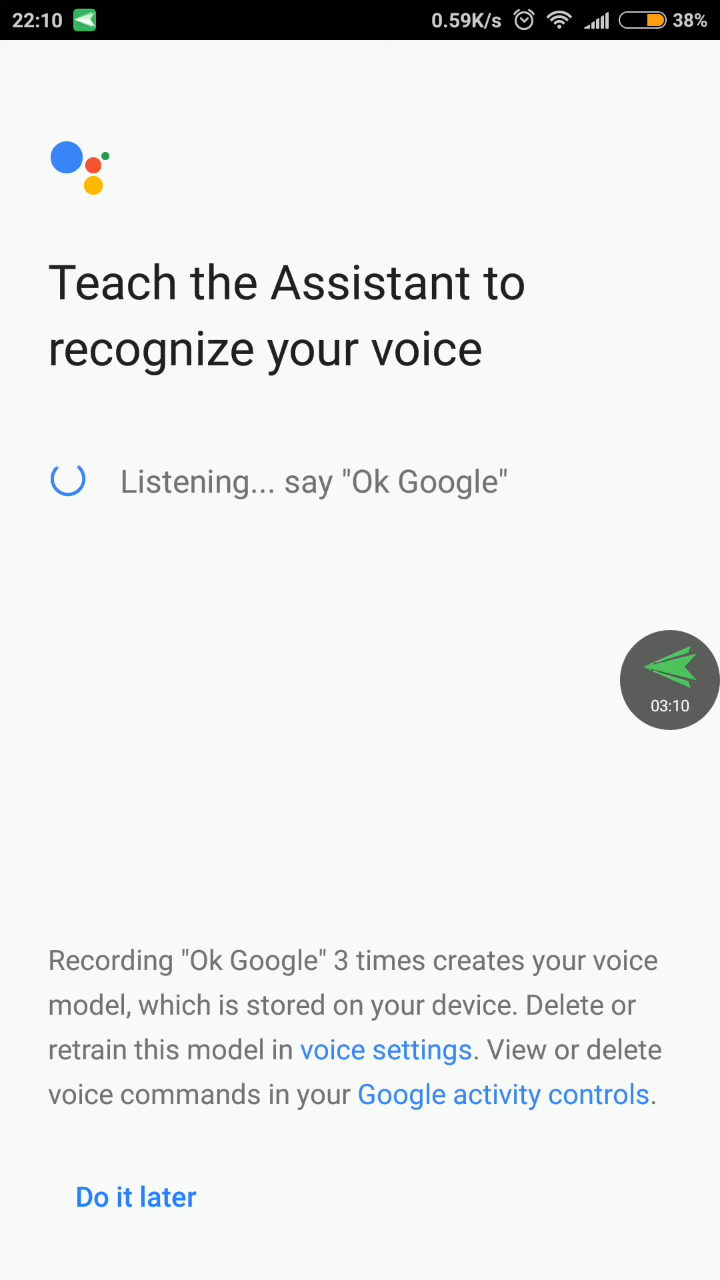 22:10 0.59K/s 38%
Teach the Assistant to
recognize your voice
Listening... say "Ok Google"
03:10
Recording "Ok Google" 3 times creates your voice
model, which is stored on your device. Delete or
retrain this model in voice settings. View or delete
voice commands in your Google activity controls.
Do it later